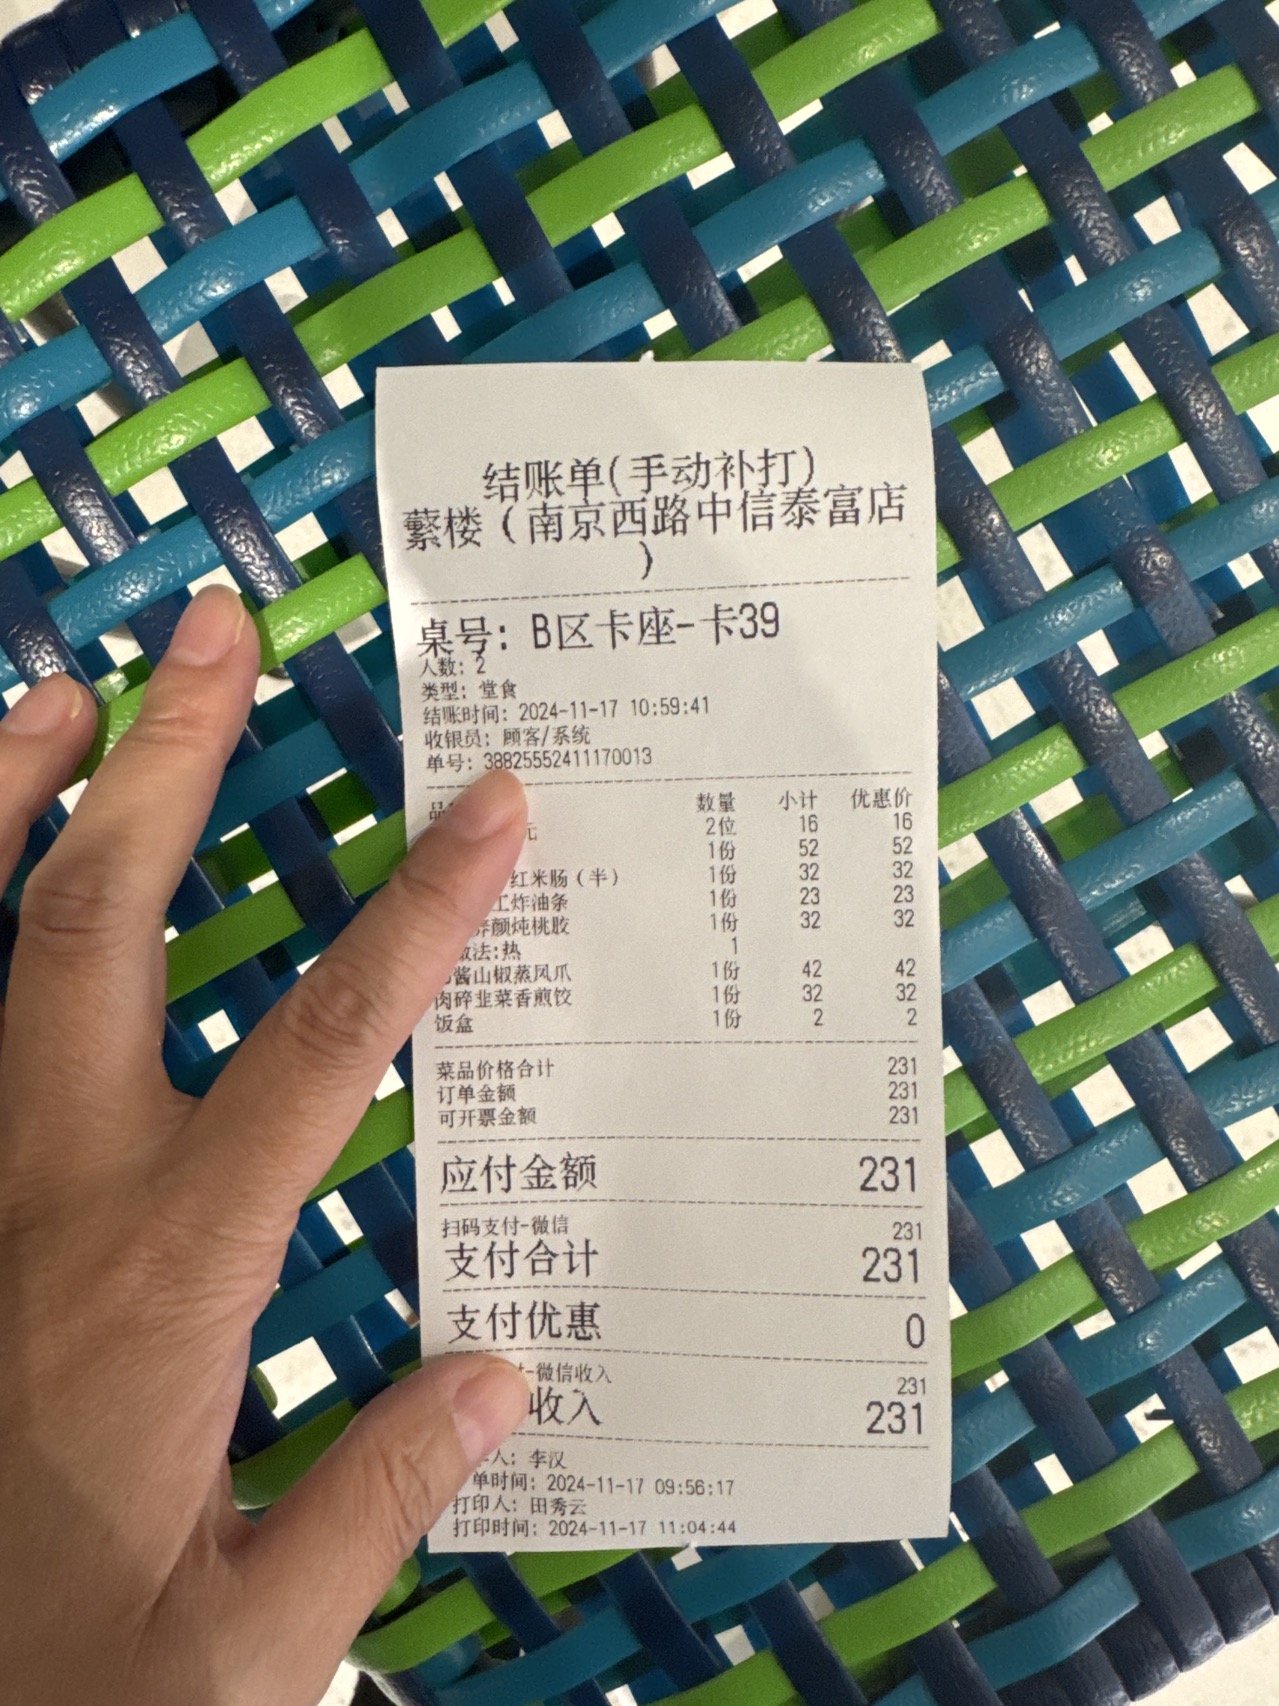 结账单(手动补打)
蘩楼（南京西路中信泰富店
）
桌号: B区卡座-卡39
人数: 2
类型: 堂食
结账时间: 2024-11-17 10:59:41
收银员: 顾客/系统
单号: 38825552411170013
品 数量 小计 优惠价
元 2位 16 16
1份 52 52
红米肠（半） 1份 32 32
工炸油条 1份 23 23
养颜炖桃胶 1份 32 32
做法:热 1
酱山椒蒸凤爪 1份 42 42
肉碎韭菜香煎饺 1份 32 32
饭盒 1份 2 2
菜品价格合计 231
订单金额 231
可开票金额 231
应付金额 231
扫码支付-微信 231
支付合计 231
支付优惠 0
-微信收入 231
收入 231
人: 李汉
单时间: 2024-11-17 09:56:17
打印人: 田秀云
打印时间: 2024-11-17 11:04:44